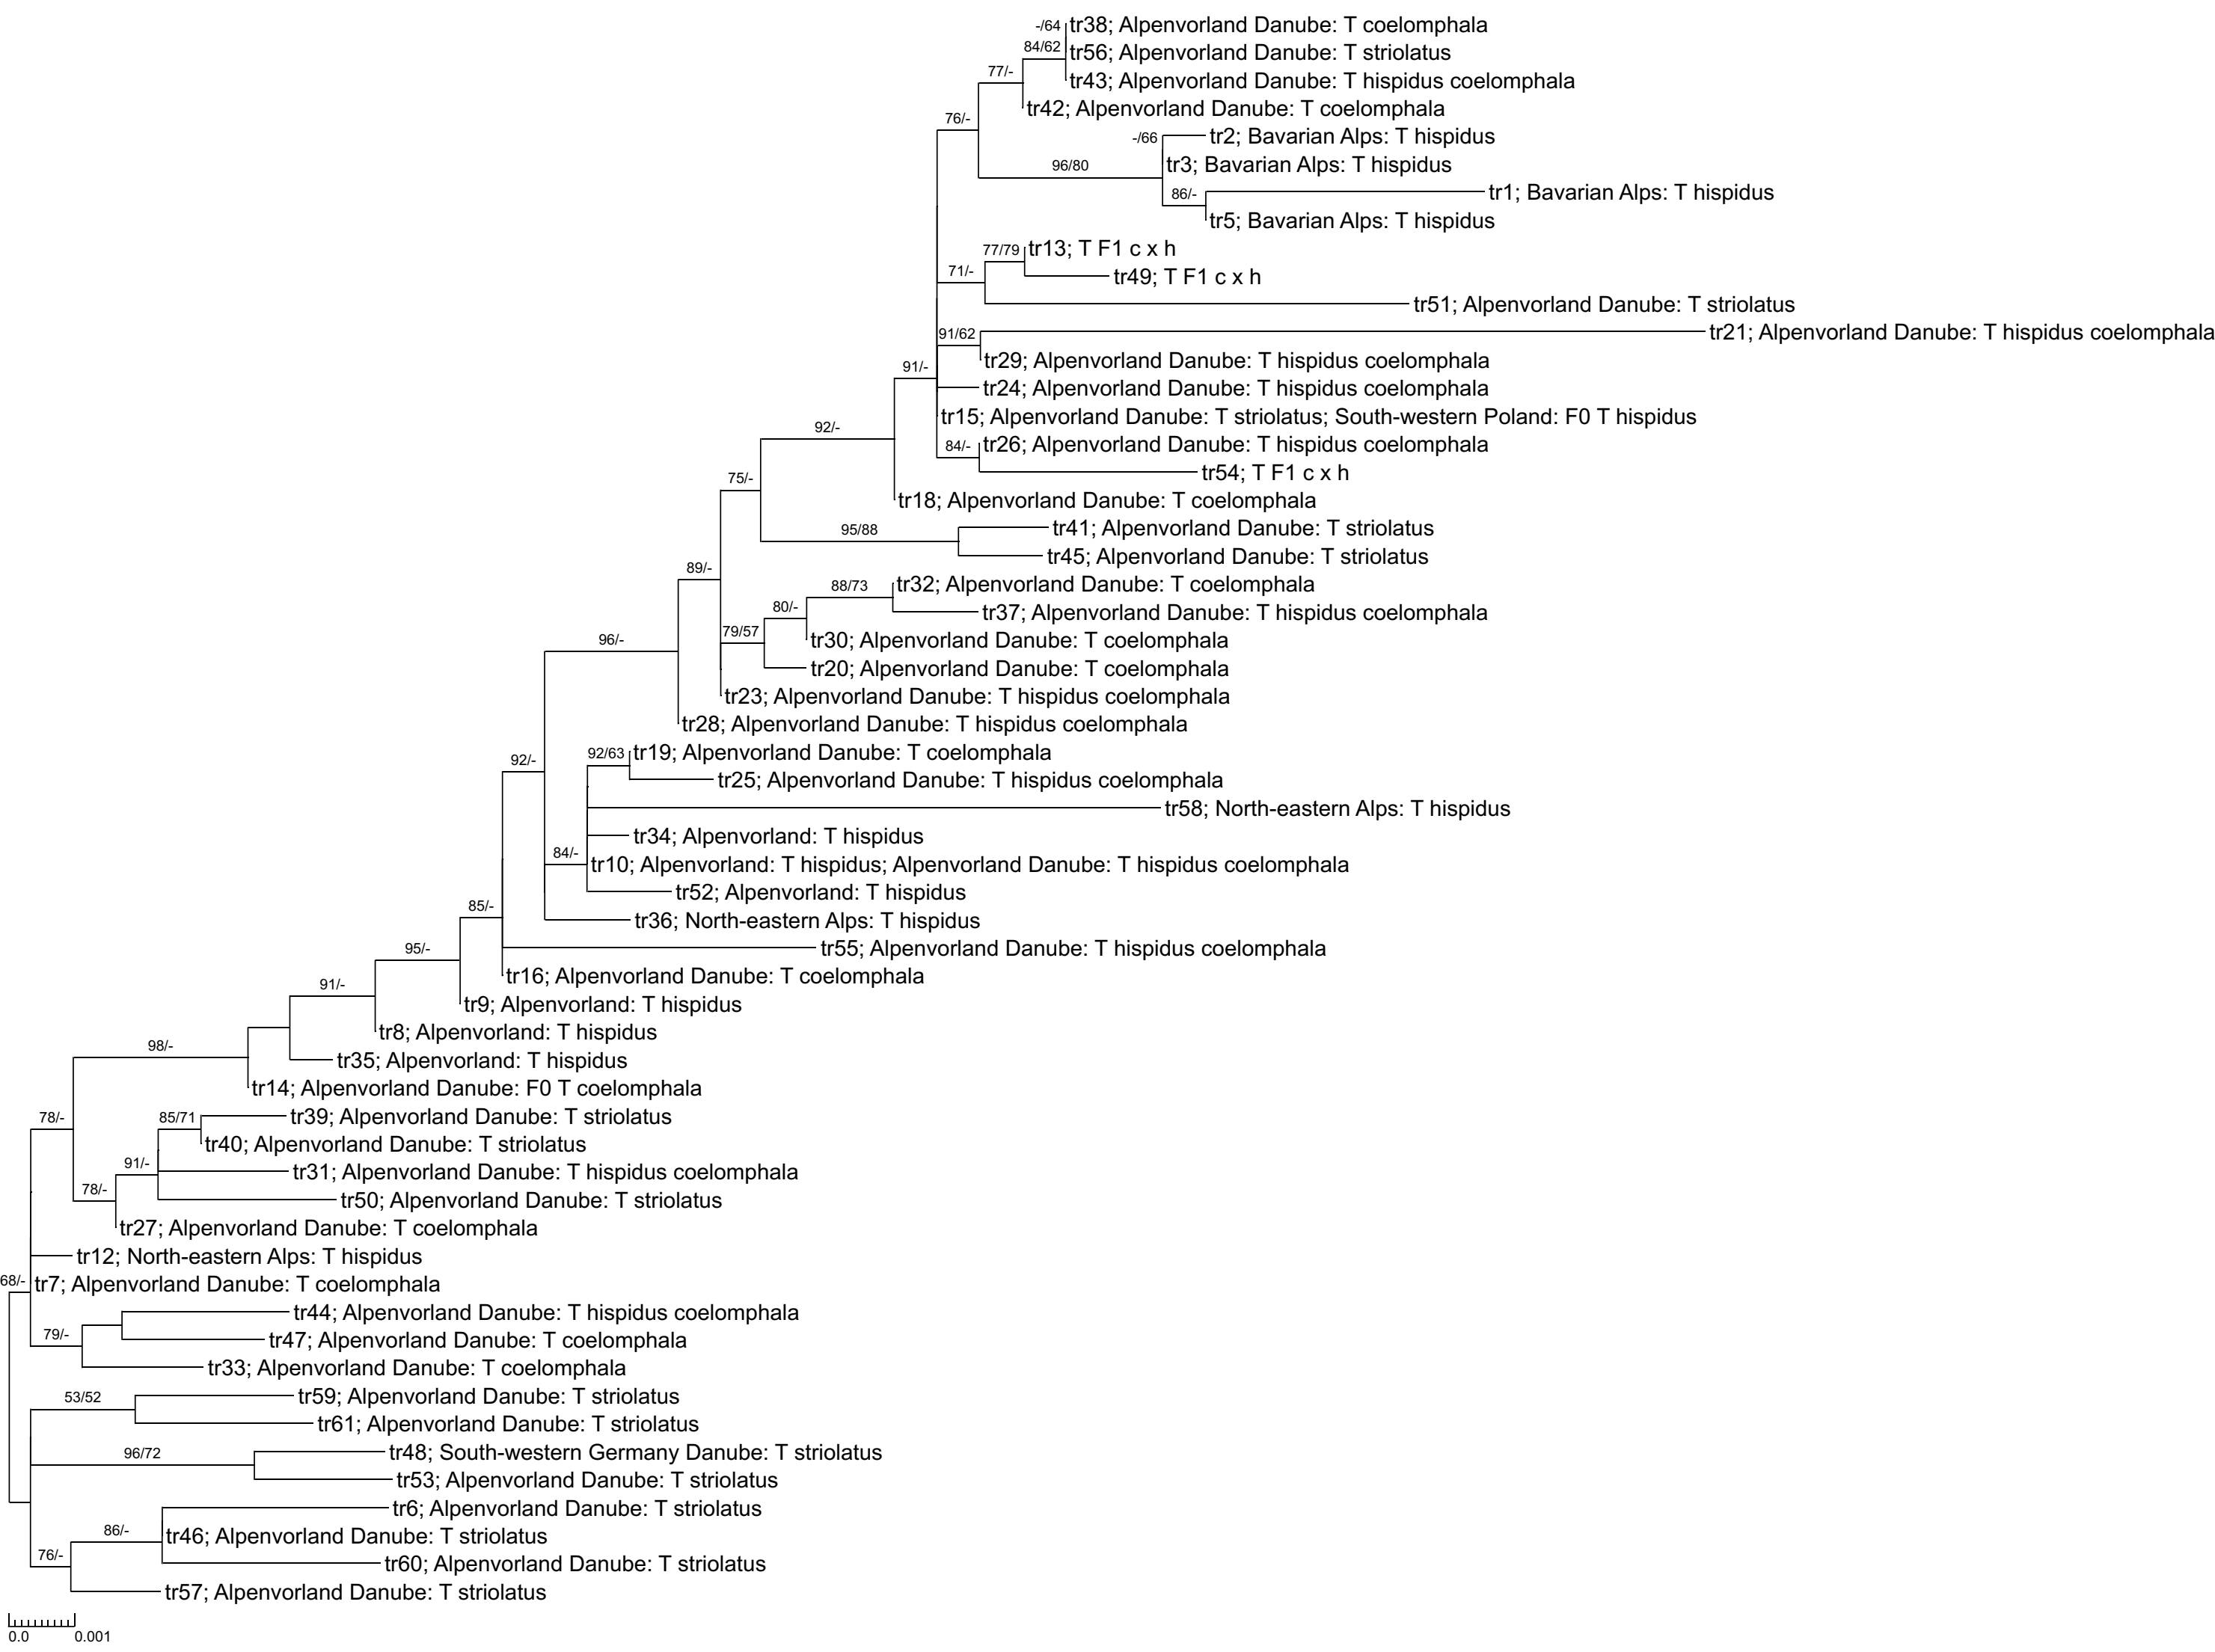 -/64 tr38; Alpenvorland Danube: T coelomphala
84/62 tr56; Alpenvorland Danube: T striolatus
77/- tr43; Alpenvorland Danube: T hispidus coelomphala
tr42; Alpenvorland Danube: T coelomphala
76/-
-/66 tr2; Bavarian Alps: T hispidus
96/80 tr3; Bavarian Alps: T hispidus
86/- tr1; Bavarian Alps: T hispidus
tr5; Bavarian Alps: T hispidus
77/79 tr13; T F1 c x h
71/- tr49; T F1 c x h
tr51; Alpenvorland Danube: T striolatus
91/62 tr21; Alpenvorland Danube: T hispidus coelomphala
91/- tr29; Alpenvorland Danube: T hispidus coelomphala
tr24; Alpenvorland Danube: T hispidus coelomphala
92/- tr15; Alpenvorland Danube: T striolatus; South-western Poland: F0 T hispidus
84/- tr26; Alpenvorland Danube: T hispidus coelomphala
75/- tr54; T F1 c x h
tr18; Alpenvorland Danube: T coelomphala
95/88 tr41; Alpenvorland Danube: T striolatus
89/- tr45; Alpenvorland Danube: T striolatus
88/73 tr32; Alpenvorland Danube: T coelomphala
80/- tr37; Alpenvorland Danube: T hispidus coelomphala
96/- 79/57 tr30; Alpenvorland Danube: T coelomphala
tr20; Alpenvorland Danube: T coelomphala
tr23; Alpenvorland Danube: T hispidus coelomphala
tr28; Alpenvorland Danube: T hispidus coelomphala
92/- 92/63 tr19; Alpenvorland Danube: T coelomphala
tr25; Alpenvorland Danube: T hispidus coelomphala
tr58; North-eastern Alps: T hispidus
tr34; Alpenvorland: T hispidus
84/- tr10; Alpenvorland: T hispidus; Alpenvorland Danube: T hispidus coelomphala
tr52; Alpenvorland: T hispidus
85/- tr36; North-eastern Alps: T hispidus
95/- tr55; Alpenvorland Danube: T hispidus coelomphala
91/- tr16; Alpenvorland Danube: T coelomphala
tr9; Alpenvorland: T hispidus
tr8; Alpenvorland: T hispidus
98/- tr35; Alpenvorland: T hispidus
tr14; Alpenvorland Danube: F0 T coelomphala
78/- 85/71 tr39; Alpenvorland Danube: T striolatus
tr40; Alpenvorland Danube: T striolatus
91/- tr31; Alpenvorland Danube: T hispidus coelomphala
78/- tr50; Alpenvorland Danube: T striolatus
tr27; Alpenvorland Danube: T coelomphala
tr12; North-eastern Alps: T hispidus
68/- tr7; Alpenvorland Danube: T coelomphala
tr44; Alpenvorland Danube: T hispidus coelomphala
79/- tr47; Alpenvorland Danube: T coelomphala
tr33; Alpenvorland Danube: T coelomphala
53/52 tr59; Alpenvorland Danube: T striolatus
tr61; Alpenvorland Danube: T striolatus
96/72 tr48; South-western Germany Danube: T striolatus
tr53; Alpenvorland Danube: T striolatus
tr6; Alpenvorland Danube: T striolatus
86/- tr46; Alpenvorland Danube: T striolatus
76/- tr60; Alpenvorland Danube: T striolatus
tr57; Alpenvorland Danube: T striolatus
0.0 0.001